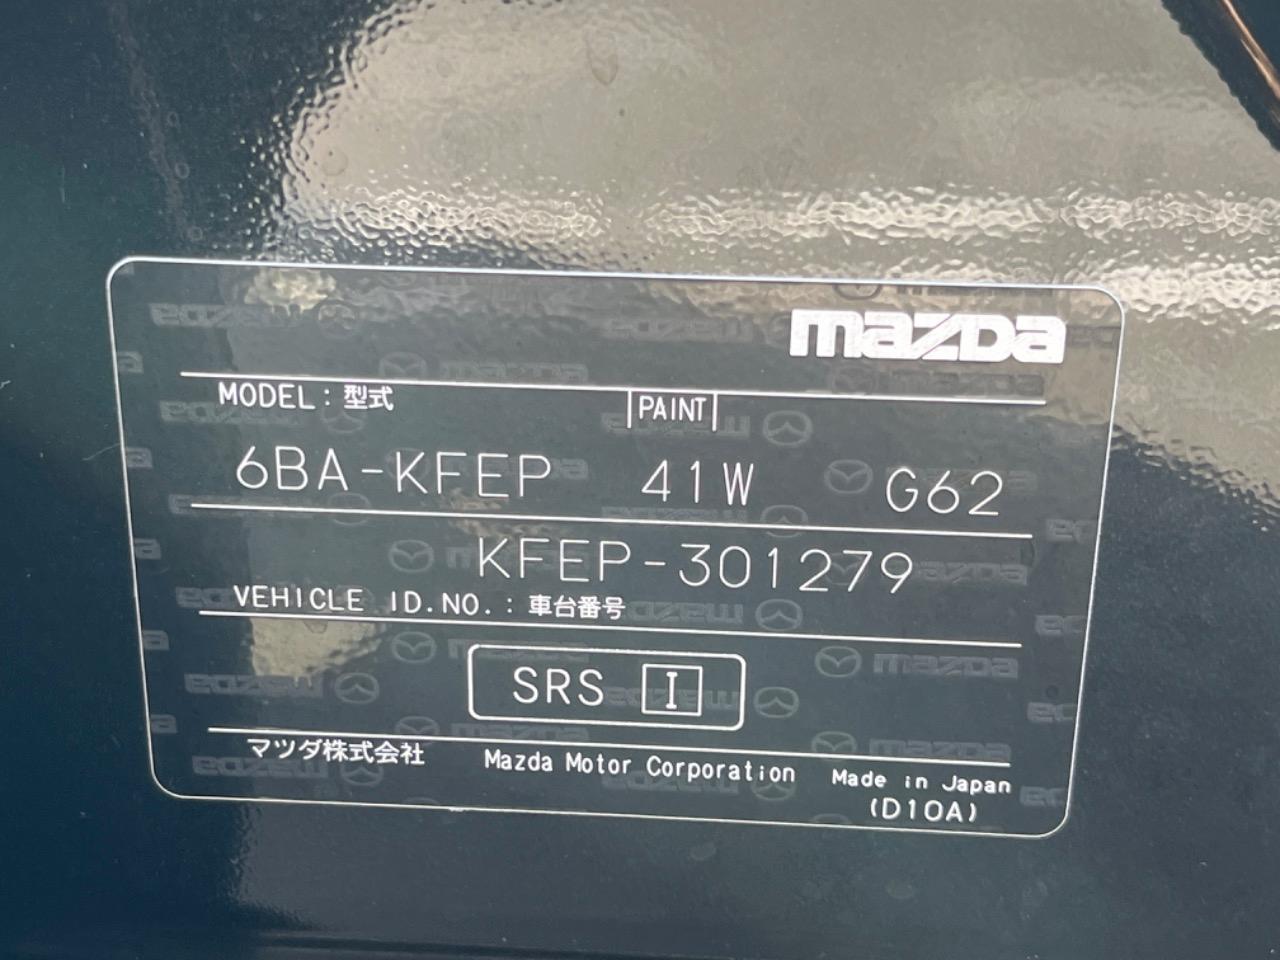 mazda
MODEL : 型式 PAINT
6BA-KFEP 41W G62
KFEP-301279
VEHICLE ID.NO. : 車台番号
SRS I
マツダ株式会社 Mazda Motor Corporation Made in Japan
(D10A)